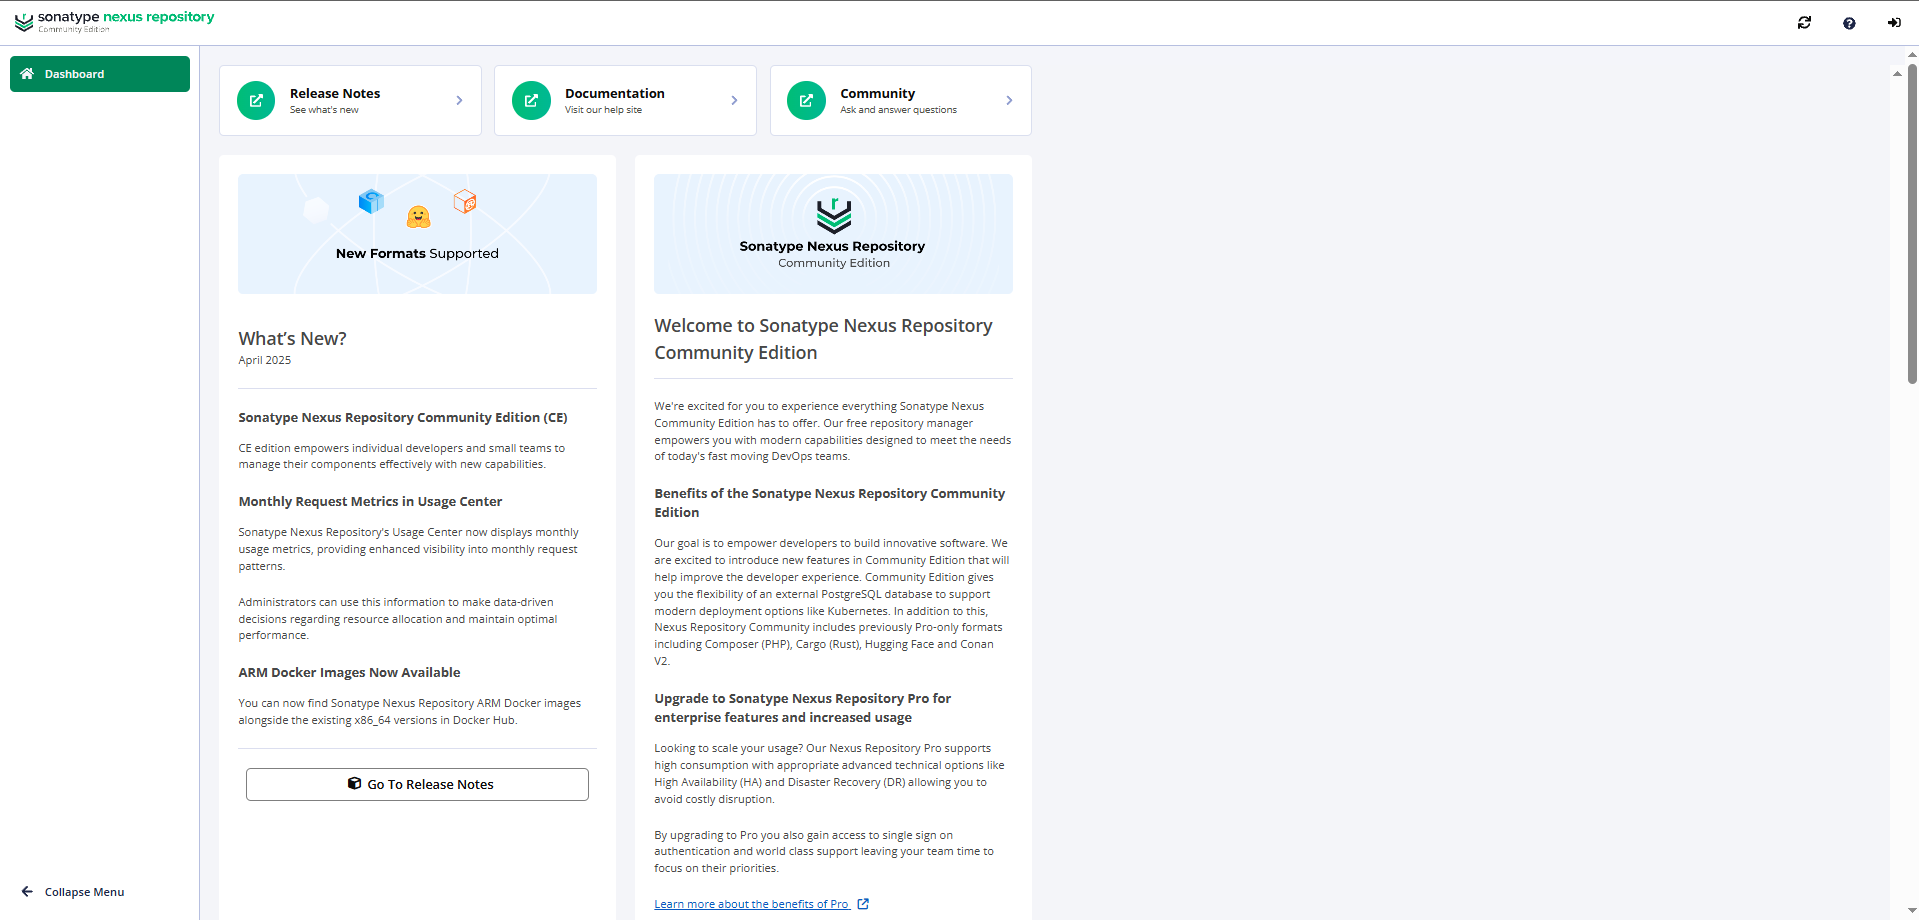 sonatype nexus repository
Community Edition
Dashboard
Release Notes
See what's new
Documentation
Visit our help site
Community
Ask and answer questions
New Formats Supported
What's New?
April 2025
Sonatype Nexus Repository Community Edition (CE)
CE edition empowers individual developers and small teams to
manage their components effectively with new capabilities.
Monthly Request Metrics in Usage Center
Sonatype Nexus Repository's Usage Center now displays monthly
usage metrics, providing enhanced visibility into monthly request
patterns.
Administrators can use this information to make data-driven
decisions regarding resource allocation and maintain optimal
performance.
ARM Docker Images Now Available
You can now find Sonatype Nexus Repository ARM Docker images
alongside the existing x86_64 versions in Docker Hub.
Go To Release Notes
r
Sonatype Nexus Repository
Community Edition
Welcome to Sonatype Nexus Repository
Community Edition
We're excited for you to experience everything Sonatype Nexus
Community Edition has to offer. Our free repository manager
empowers you with modern capabilities designed to meet the needs
of today's fast moving DevOps teams.
Benefits of the Sonatype Nexus Repository Community
Edition
Our goal is to empower developers to build innovative software. We
are excited to introduce new features in Community Edition that will
help improve the developer experience. Community Edition gives
you the flexibility of an external PostgreSQL database to support
modern deployment options like Kubernetes. In addition to this,
Nexus Repository Community includes previously Pro-only formats
including Composer (PHP), Cargo (Rust), Hugging Face and Conan
V2.
Upgrade to Sonatype Nexus Repository Pro for
enterprise features and increased usage
Looking to scale your usage? Our Nexus Repository Pro supports
high consumption with appropriate advanced technical options like
High Availability (HA) and Disaster Recovery (DR) allowing you to
avoid costly disruption.
By upgrading to Pro you also gain access to single sign on
authentication and world class support leaving your team time to
focus on their priorities.
Learn more about the benefits of Pro
Collapse Menu